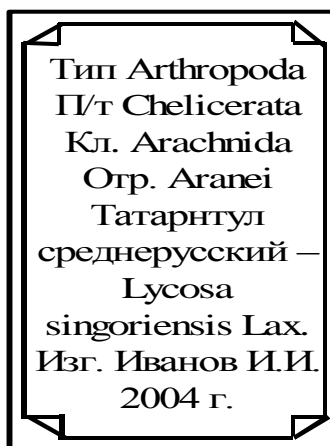 Тип Arthropoda
П/т Chelicerata
Кл. Arachnida
Отр. Aranei
Татарнтул
среднерусский –
Lycosa
singoriensis Lax.
Изг. Иванов И.И.
2004 г.